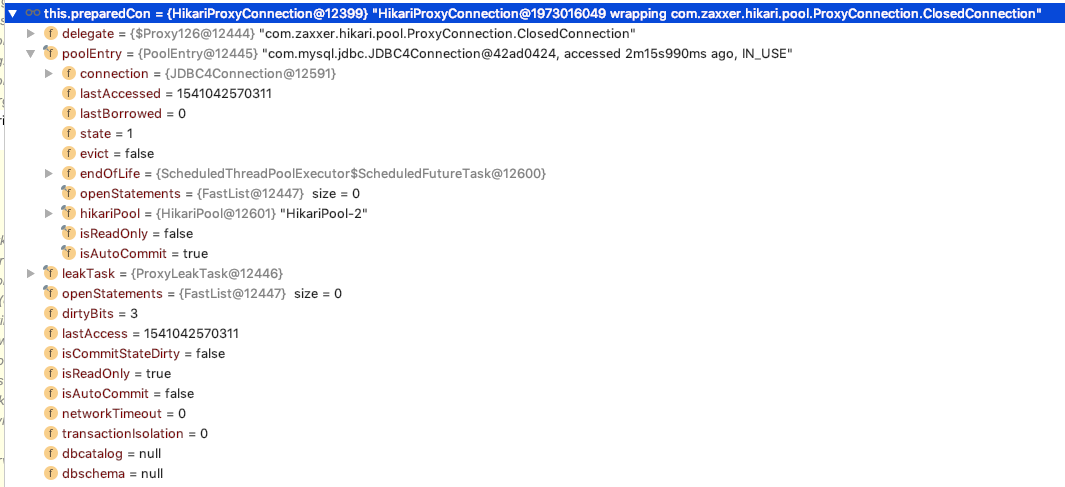 this.preparedCon = {HikariProxyConnection@12399} "HikariProxyConnection@1973016049 wrapping com.zaxxer.hikari.pool.ProxyConnection.ClosedConnection"
f delegate = {$Proxy126@12444} "com.zaxxer.hikari.pool.ProxyConnection.ClosedConnection"
f poolEntry = {PoolEntry@12445} "com.mysql.jdbc.JDBC4Connection@42ad0424, accessed 2m15s990ms ago, IN_USE"
f connection = {JDBC4Connection@12591}
f lastAccessed = 1541042570311
f lastBorrowed = 0
f state = 1
f evict = false
f endOfLife = {ScheduledThreadPoolExecutor$ScheduledFutureTask@12600}
f openStatements = {FastList@12447} size = 0
f hikariPool = {HikariPool@12601} "HikariPool-2"
f isReadOnly = false
f isAutoCommit = true
f leakTask = {ProxyLeakTask@12446}
f openStatements = {FastList@12447} size = 0
f dirtyBits = 3
f lastAccess = 1541042570311
f isCommitStateDirty = false
f isReadOnly = true
f isAutoCommit = false
f networkTimeout = 0
f transactionIsolation = 0
f dbcatalog = null
f dbschema = null